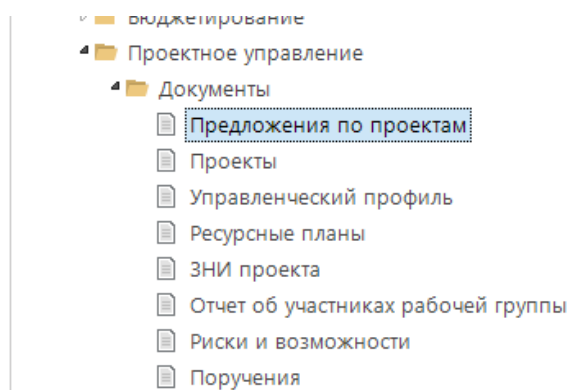 Бюджетирование
Проектное управление
Документы
Предложения по проектам
Проекты
Управленческий профиль
Ресурсные планы
ЗНИ проекта
Отчет об участниках рабочей группы
Риски и возможности
Поручения